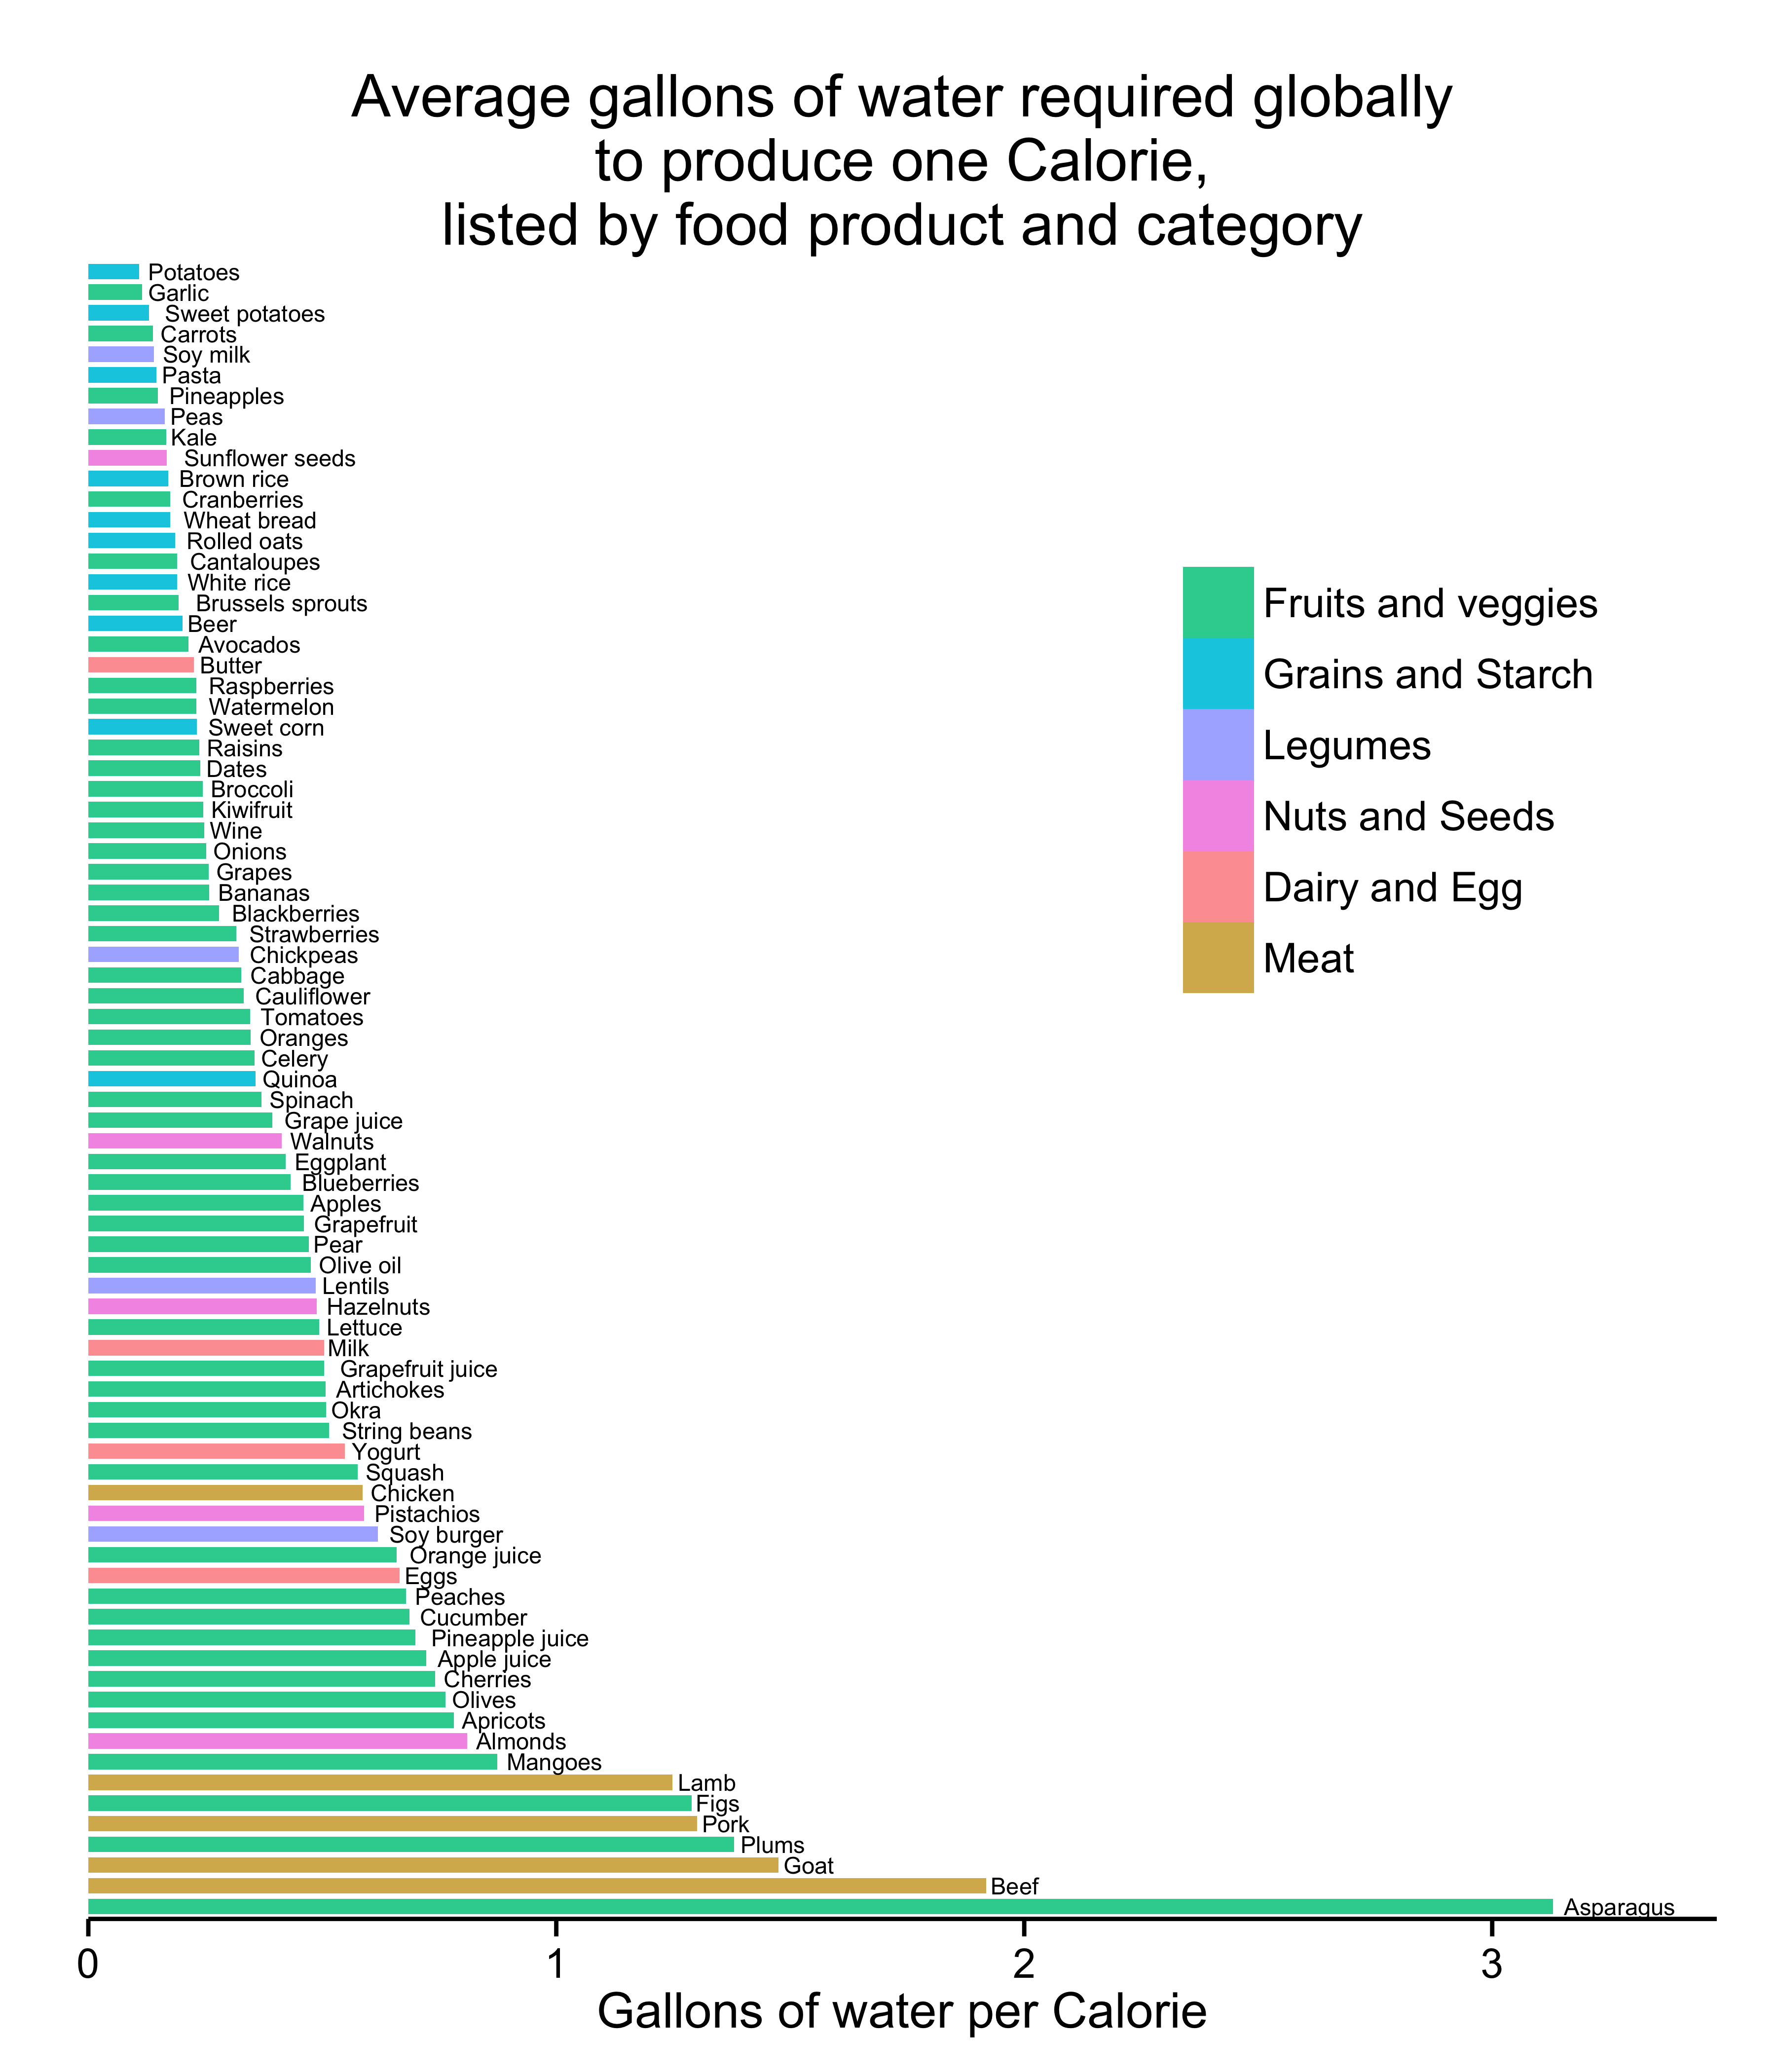 Average gallons of water required globally
to produce one Calorie,
listed by food product and category
Potatoes
Garlic
Sweet potatoes
Carrots
Soy milk
Pasta
Pineapples
Peas
Kale
Sunflower seeds
Brown rice
Cranberries
Wheat bread
Rolled oats
Cantaloupes
White rice
Brussels sprouts
Beer
Avocados
Butter
Raspberries
Watermelon
Sweet corn
Raisins
Dates
Broccoli
Kiwifruit
Wine
Onions
Grapes
Bananas
Blackberries
Strawberries
Chickpeas
Cabbage
Cauliflower
Tomatoes
Oranges
Celery
Quinoa
Spinach
Grape juice
Walnuts
Eggplant
Blueberries
Apples
Grapefruit
Pear
Olive oil
Lentils
Hazelnuts
Lettuce
Milk
Grapefruit juice
Artichokes
Okra
String beans
Yogurt
Squash
Chicken
Pistachios
Soy burger
Orange juice
Eggs
Peaches
Cucumber
Pineapple juice
Apple juice
Cherries
Olives
Apricots
Almonds
Mangoes
Lamb
Figs
Pork
Plums
Goat
Beef
Asparagus
Fruits and veggies
Grains and Starch
Legumes
Nuts and Seeds
Dairy and Egg
Meat
0 1 2 3
Gallons of water per Calorie